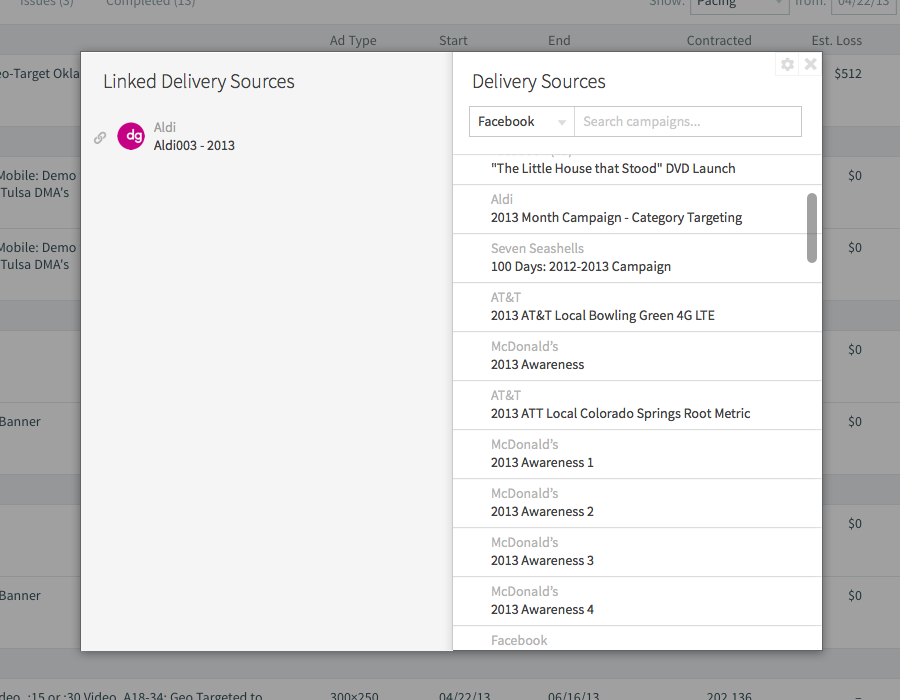 Issues (3) Completed (13) Show: Pacing from: 04/22/13
Ad Type Start End Contracted Est. Loss
eo-Target Okla $512
Mobile: Demo $0
Tulsa DMA's
Mobile: Demo $0
Tulsa DMA's
$0
Banner $0
$0
Banner $0
deo, :15 or :30 Video, A18-34; Geo Targeted to 300×250 04/22/13 06/16/13 202,136 –
Linked Delivery Sources
dg
Aldi
Aldi003 - 2013
Delivery Sources
Facebook Search campaigns...
"The Little House that Stood" DVD Launch
Aldi
2013 Month Campaign - Category Targeting
Seven Seashells
100 Days: 2012-2013 Campaign
AT&T
2013 AT&T Local Bowling Green 4G LTE
McDonald's
2013 Awareness
AT&T
2013 ATT Local Colorado Springs Root Metric
McDonald's
2013 Awareness 1
McDonald's
2013 Awareness 2
McDonald's
2013 Awareness 3
McDonald's
2013 Awareness 4
Facebook